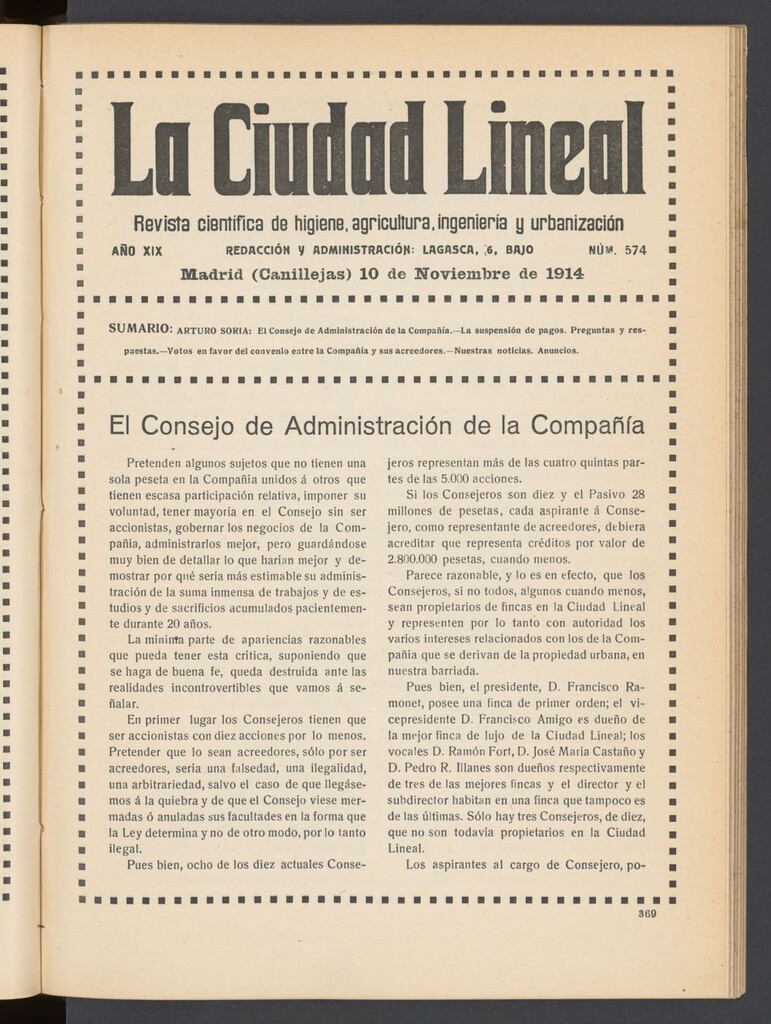 La Ciudad Lineal
Revista científica de higiene, agricultura, ingeniería y urbanización
AÑO XIX REDACCIÓN Y ADMINISTRACIÓN: LAGASCA, 6, BAJO NÚM. 574
Madrid (Canillejas) 10 de Noviembre de 1914
SUMARIO: ARTURO SORIA: El Consejo de Administración de la Compañía.—La suspensión de pagos. Preguntas y res-
puestas.—Votos en favor del convenio entre la Compañía y sus acreedores.—Nuestras noticias. Anuncios.
El Consejo de Administración de la Compañía
Pretenden algunos sujetos que no tienen una
sola peseta en la Compañía unidos á otros que
tienen escasa participación relativa, imponer su
voluntad, tener mayoría en el Consejo sin ser
accionistas, gobernar los negocios de la Com-
pañía, administrarlos mejor, pero guardándose
muy bien de detallar lo que harían mejor y de-
mostrar por qué sería más estimable su adminis-
tración de la suma inmensa de trabajos y de es-
tudios y de sacrificios acumulados pacientemen-
te durante 20 años.
La mínima parte de apariencias razonables
que pueda tener esta crítica, suponiendo que
se haga de buena fe, queda destruida ante las
realidades incontrovertibles que vamos á se-
ñalar.
En primer lugar los Consejeros tienen que
ser accionistas con diez acciones por lo menos.
Pretender que lo sean acreedores, sólo por ser
acreedores, sería una falsedad, una ilegalidad,
una arbitrariedad, salvo el caso de que llegáse-
mos á la quiebra y de que el Consejo viese mer-
madas ó anuladas sus facultades en la forma que
la Ley determina y no de otro modo, por lo tanto
ilegal.
Pues bien, ocho de los diez actuales Conse-
jeros representan más de las cuatro quintas par-
tes de las 5.000 acciones.
Si los Consejeros son diez y el Pasivo 28
millones de pesetas, cada aspirante á Conse-
jero, como representante de acreedores, debiera
acreditar que representa créditos por valor de
2.800.000 pesetas, cuando menos.
Parece razonable, y lo es en efecto, que los
Consejeros, si no todos, algunos cuando menos,
sean propietarios de fincas en la Ciudad Lineal
y representen por lo tanto con autoridad los
varios intereses relacionados con los de la Com-
pañía que se derivan de la propiedad urbana, en
nuestra barriada.
Pues bien, el presidente, D. Francisco Ra-
monet, posee una finca de primer orden; el vi-
cepresidente D. Francisco Amigo es dueño de
la mejor finca de lujo de la Ciudad Lineal; los
vocales D. Ramón Fort, D. José María Castaño y
D. Pedro R. Illanes son dueños respectivamente
de tres de las mejores fincas y el director y el
subdirector habitan en una finca que tampoco es
de las últimas. Sólo hay tres Consejeros, de diez,
que no son todavía propietarios en la Ciudad
Lineal.
Los aspirantes al cargo de Consejero, po-
369